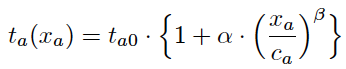 t_a(x_a) = t_{a0} · {1 + α · (x_a / c_a)^β}